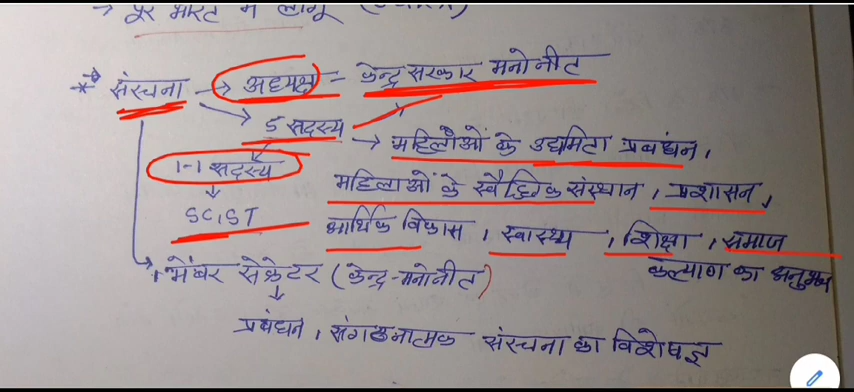 → पूरे भारत में लागू
* संरचना → अध्यक्ष - केन्द्र सरकार मनोनीत
5 सदस्य → महिलाओं के उद्यमिता प्रबंधन,
1-1 सदस्य महिलाओं के स्वैच्छिक संस्थान, प्रशासन,
↓
SC,ST आर्थिक विकास, स्वास्थ्य, शिक्षा, समाज
कल्याण का अनुभव
→ मेंबर सेक्रेटर (केन्द्र-मनोनीत)
↓
प्रबंधन, संगठनात्मक संरचना का विशेषज्ञ